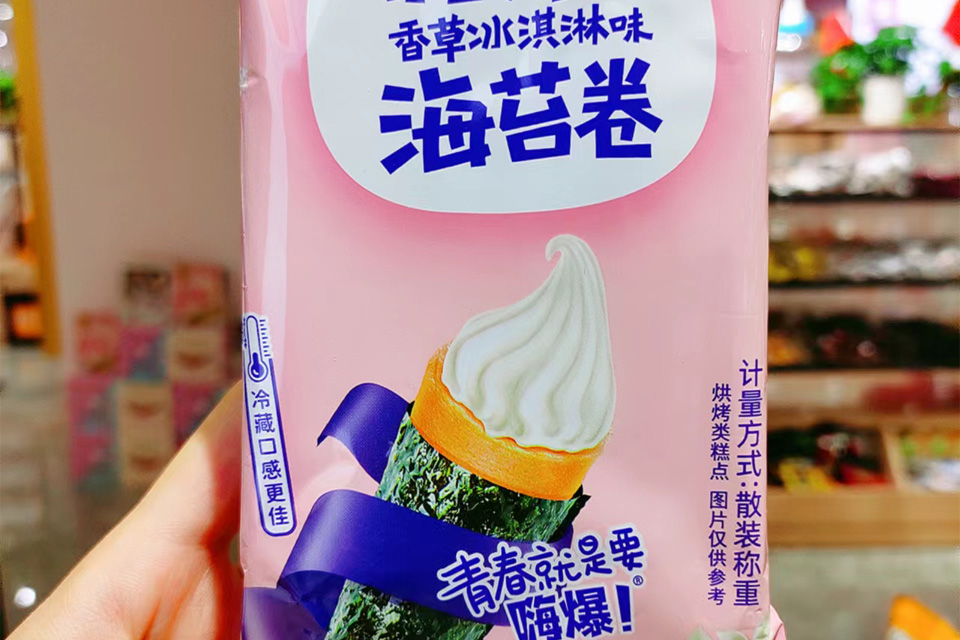 香草冰淇淋味
海苔卷
冷藏口感更佳
计量方式:散装称重
烘烤类糕点 图片仅供参考
青春就是要
嗨爆!®